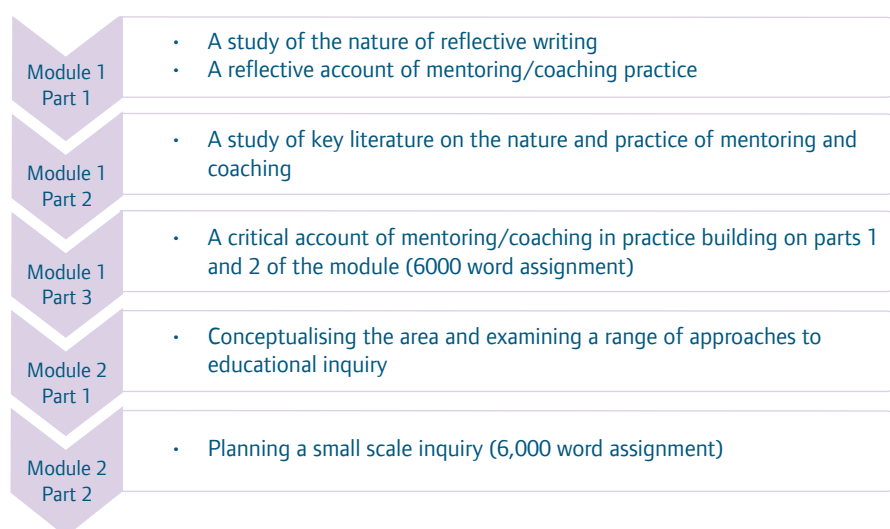 Module 1
Part 1
• A study of the nature of reflective writing
• A reflective account of mentoring/coaching practice
Module 1
Part 2
• A study of key literature on the nature and practice of mentoring and
coaching
Module 1
Part 3
• A critical account of mentoring/coaching in practice building on parts 1
and 2 of the module (6000 word assignment)
Module 2
Part 1
• Conceptualising the area and examining a range of approaches to
educational inquiry
Module 2
Part 2
• Planning a small scale inquiry (6,000 word assignment)